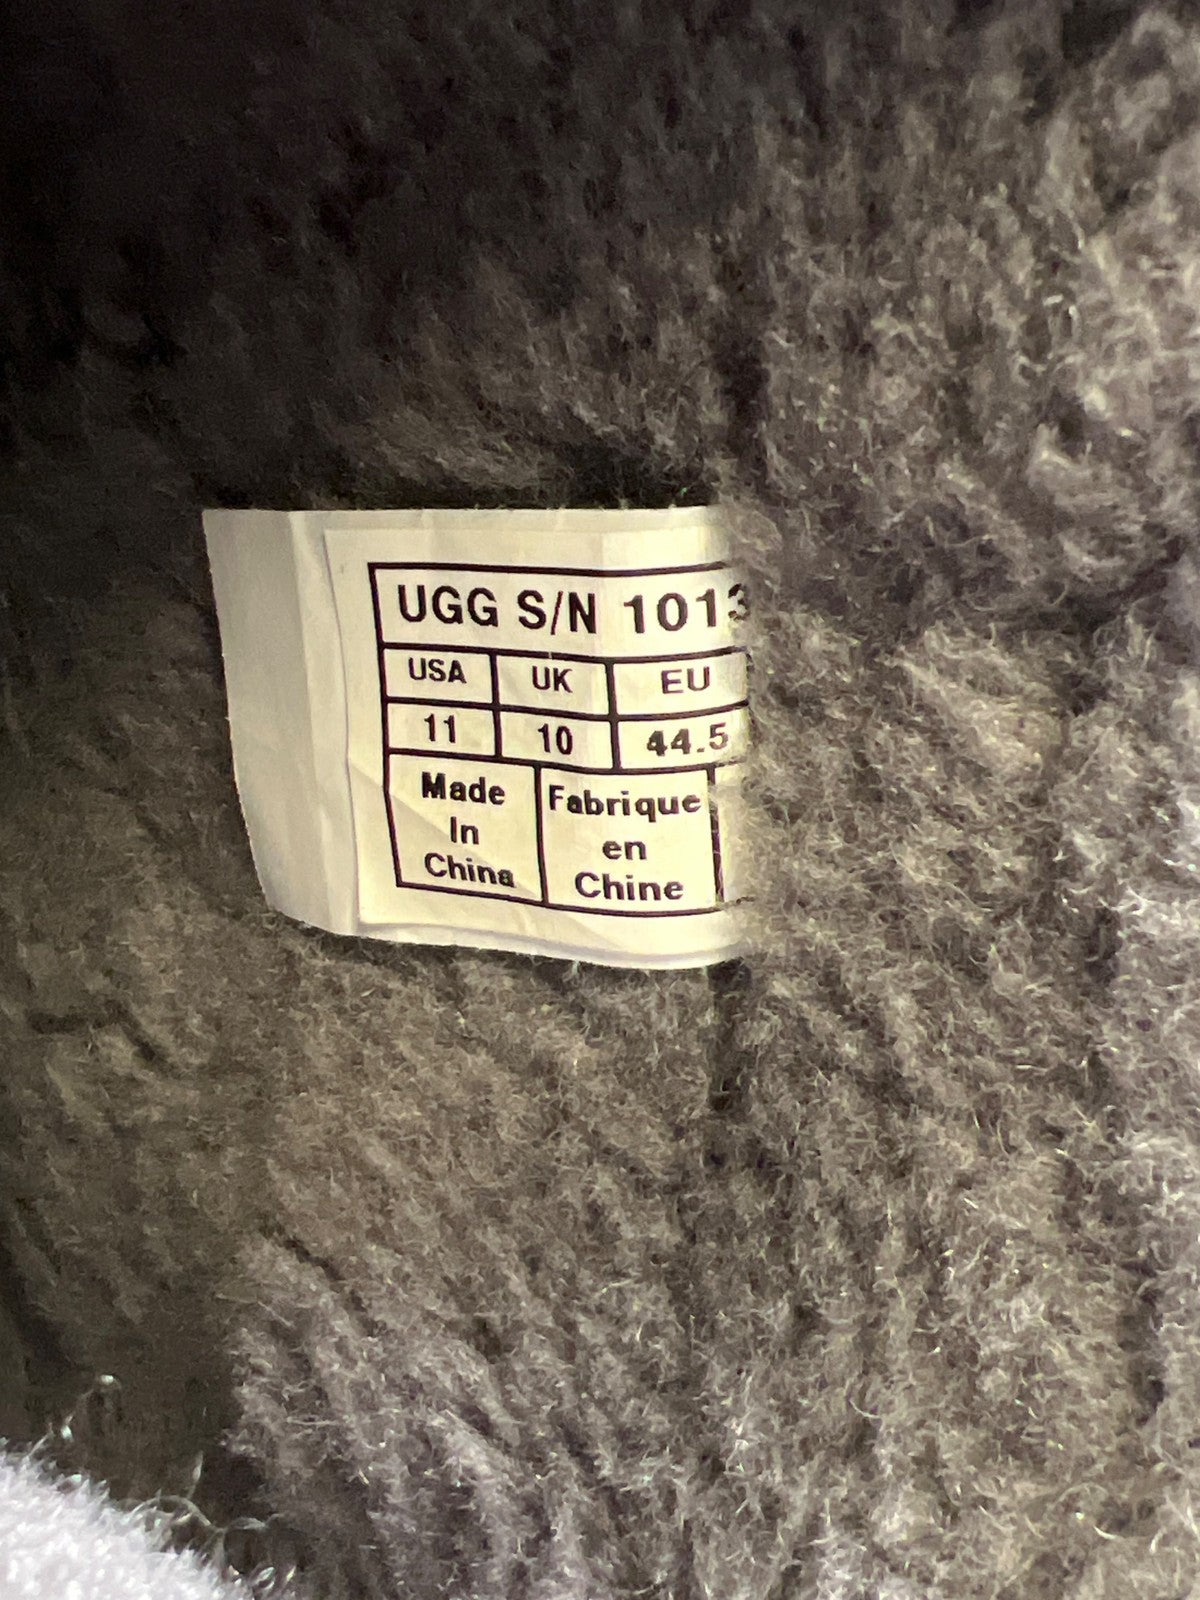 UGG S/N 1013
USA UK EU
11 10 44.5
Made
In
China
Fabrique
en
Chine